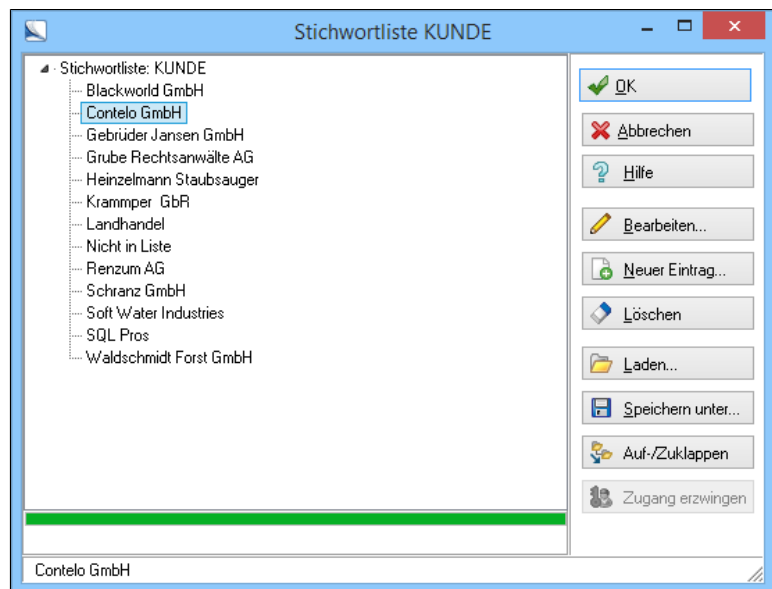 Stichwortliste KUNDE
Stichwortliste: KUNDE
Blackworld GmbH
Contelo GmbH
Gebrüder Jansen GmbH
Grube Rechtsanwälte AG
Heinzelmann Staubsauger
Krammper GbR
Landhandel
Nicht in Liste
Renzum AG
Schranz GmbH
Soft Water Industries
SQL Pros
Waldschmidt Forst GmbH
OK
Abbrechen
Hilfe
Bearbeiten...
Neuer Eintrag...
Löschen
Laden...
Speichern unter...
Auf-/Zuklappen
Zugang erzwingen
Contelo GmbH